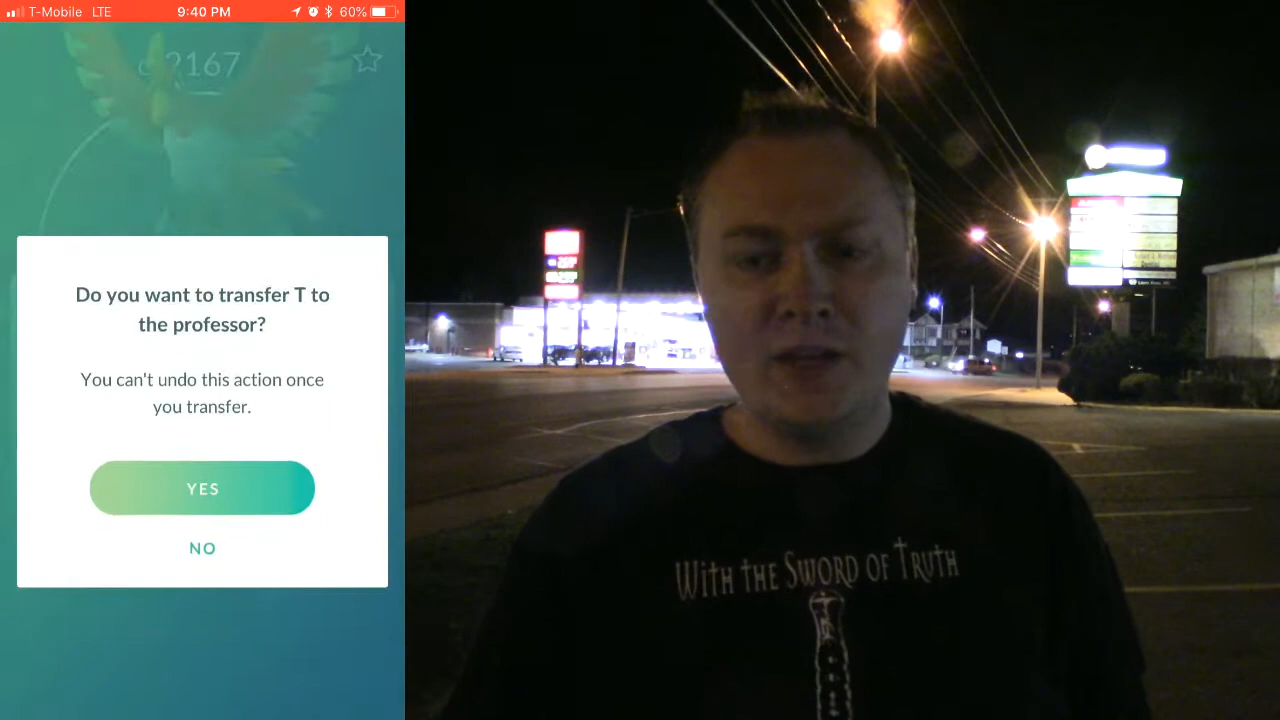 T-Mobile LTE 9:40 PM 60%
2167
Do you want to transfer T to
the professor?
You can't undo this action once
you transfer.
YES
NO
With the Sword of Truth